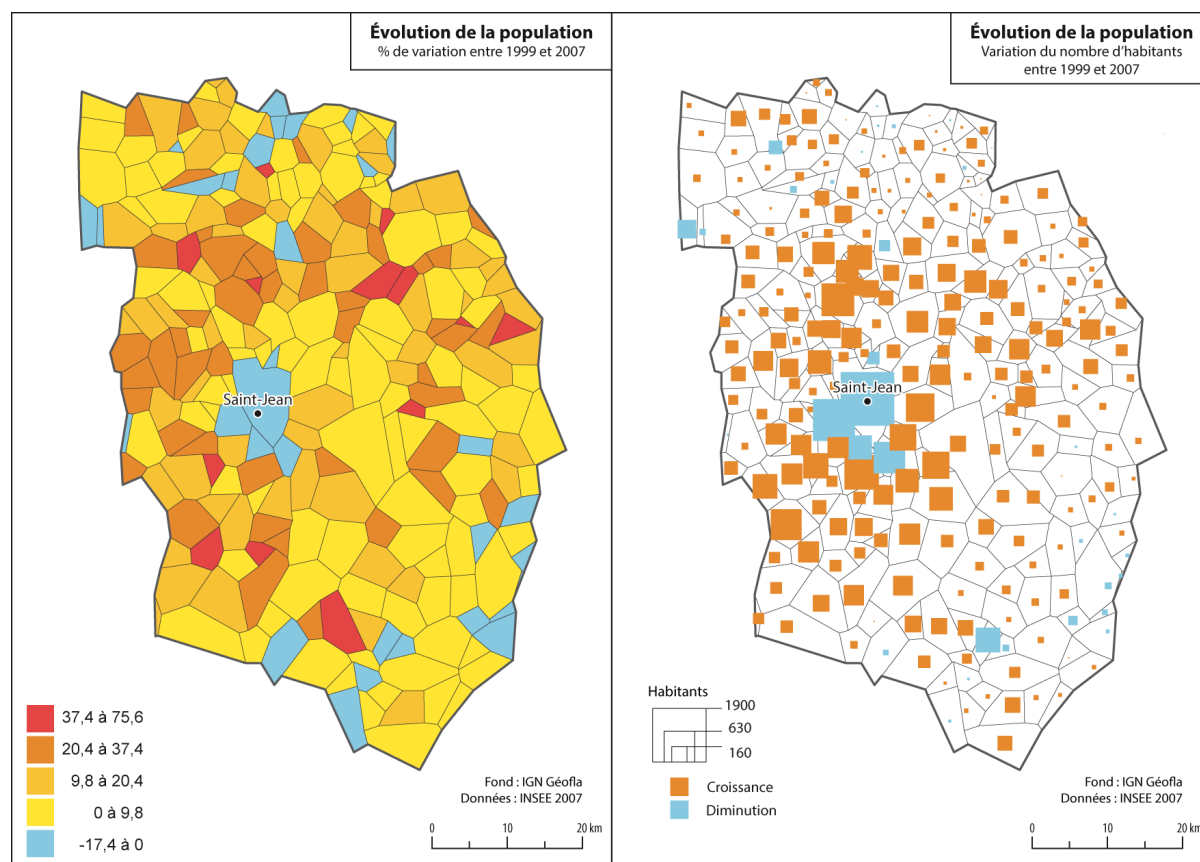 Évolution de la population
% de variation entre 1999 et 2007
Saint-Jean
37,4 à 75,6
20,4 à 37,4
9,8 à 20,4
0 à 9,8
-17,4 à 0
Fond : IGN Géofla
Données : INSEE 2007
0 10 20 km
Évolution de la population
Variation du nombre d'habitants
entre 1999 et 2007
Saint-Jean
Habitants
1900
630
160
Croissance
Diminution
Fond : IGN Géofla
Données : INSEE 2007
0 10 20 km